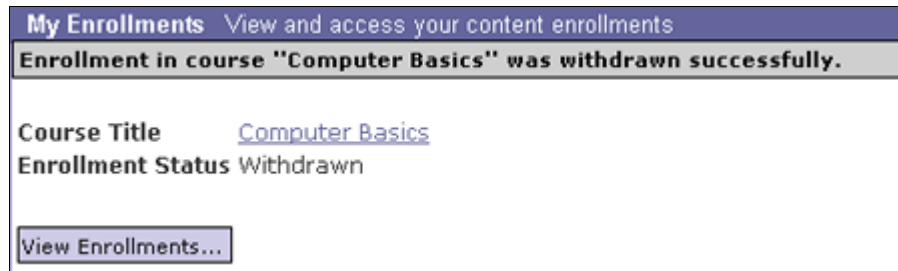 My Enrollments View and access your content enrollments
Enrollment in course "Computer Basics" was withdrawn successfully.
Course Title Computer Basics
Enrollment Status Withdrawn
View Enrollments...